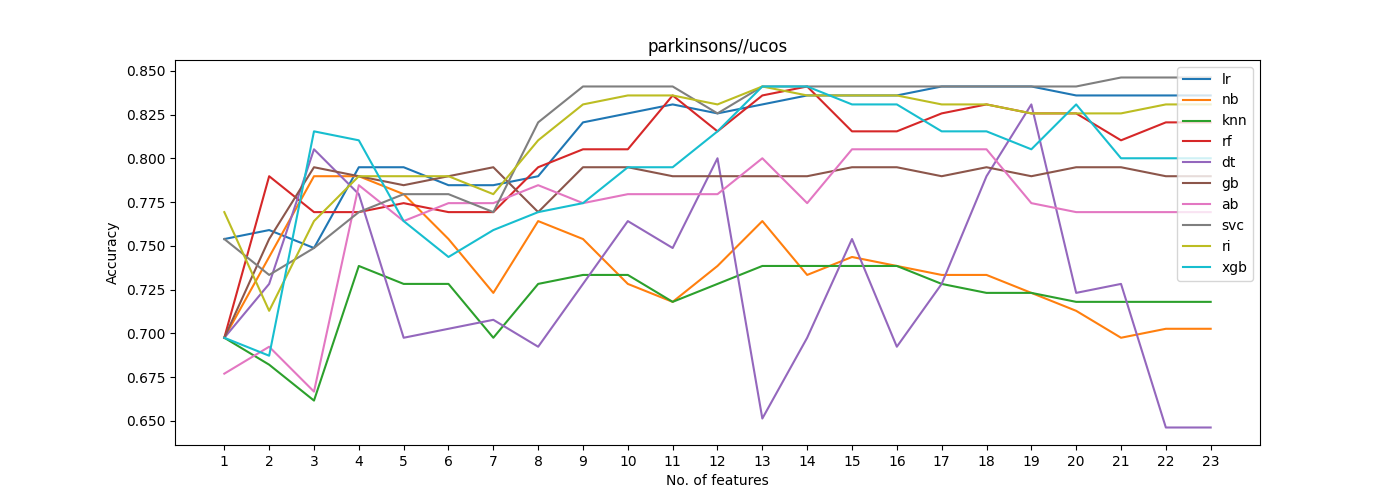 parkinsons//ucos
Accuracy
0.850
0.825
0.800
0.775
0.750
0.725
0.700
0.675
0.650
lr
nb
knn
rf
dt
gb
ab
svc
ri
xgb
1 2 3 4 5 6 7 8 9 10 11 12 13 14 15 16 17 18 19 20 21 22 23
No. of features